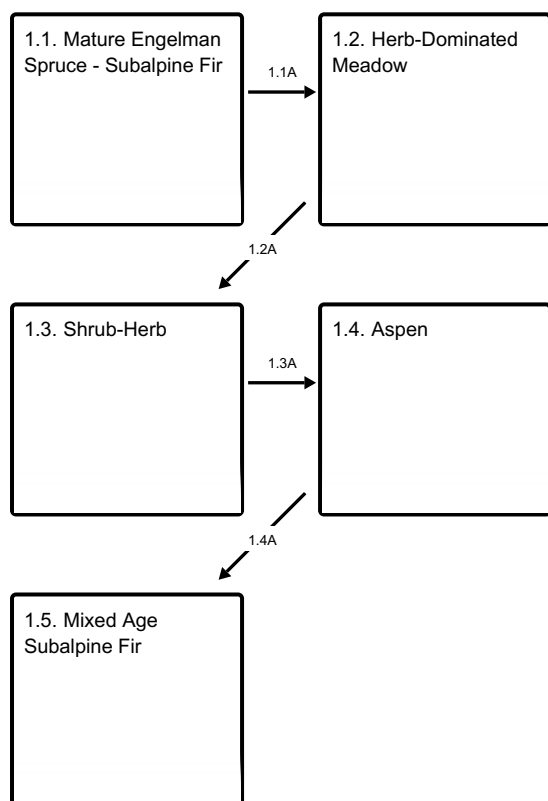 1.1. Mature Engelman
Spruce - Subalpine Fir
1.1A
1.2. Herb-Dominated
Meadow
1.2A
1.3. Shrub-Herb
1.3A
1.4. Aspen
1.4A
1.5. Mixed Age
Subalpine Fir